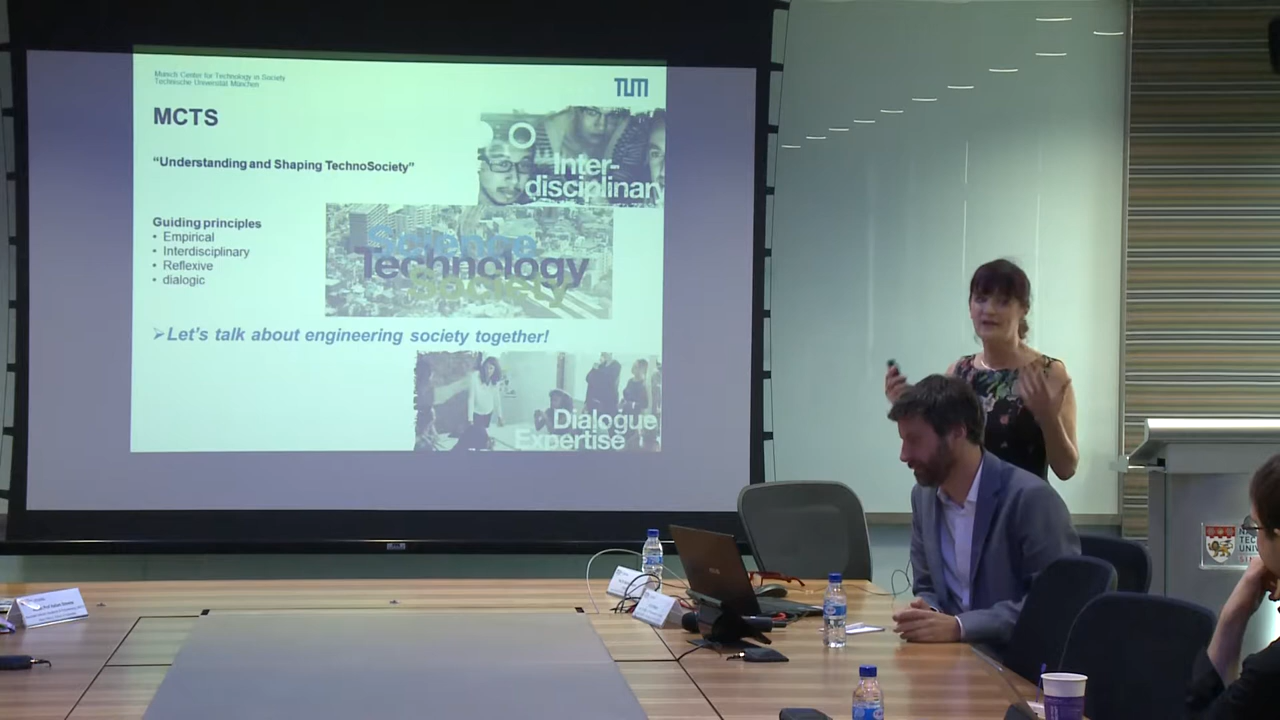 Munich Center for Technology in Society
Technische Universität München
TUM
MCTS
"Understanding and Shaping TechnoSociety"
Inter-
disciplinary
Guiding principles
• Empirical
• Interdisciplinary
• Reflexive
• dialogic
Science
Technology
Society
➢Let's talk about engineering society together!
Dialogue
Expertise